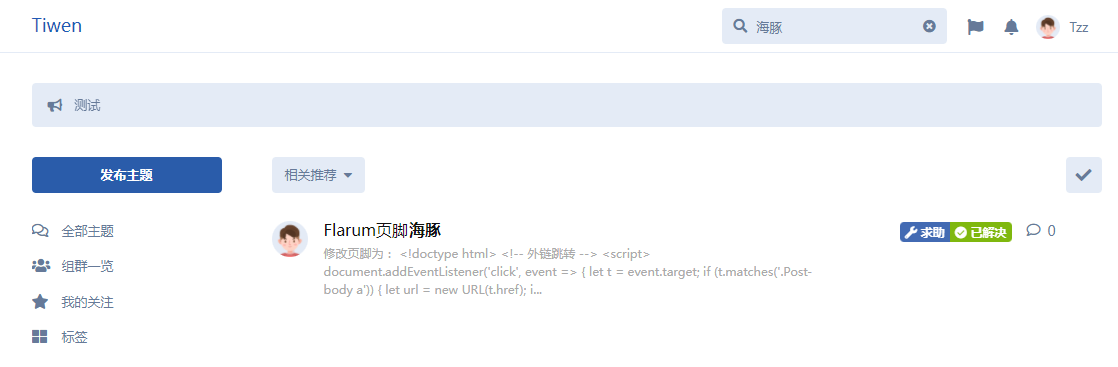 Tiwen
海豚
Tzz
测试
发布主题
相关推荐
全部主题
组群一览
我的关注
标签
Flarum页脚海豚
求助
已解决
0
修改页脚为： <!doctype html> <!-- 外链跳转 --> <script>
document.addEventListener('click', event => { let t = event.target; if (t.matches('.Post-
body a')) { let url = new URL(t.href); i...